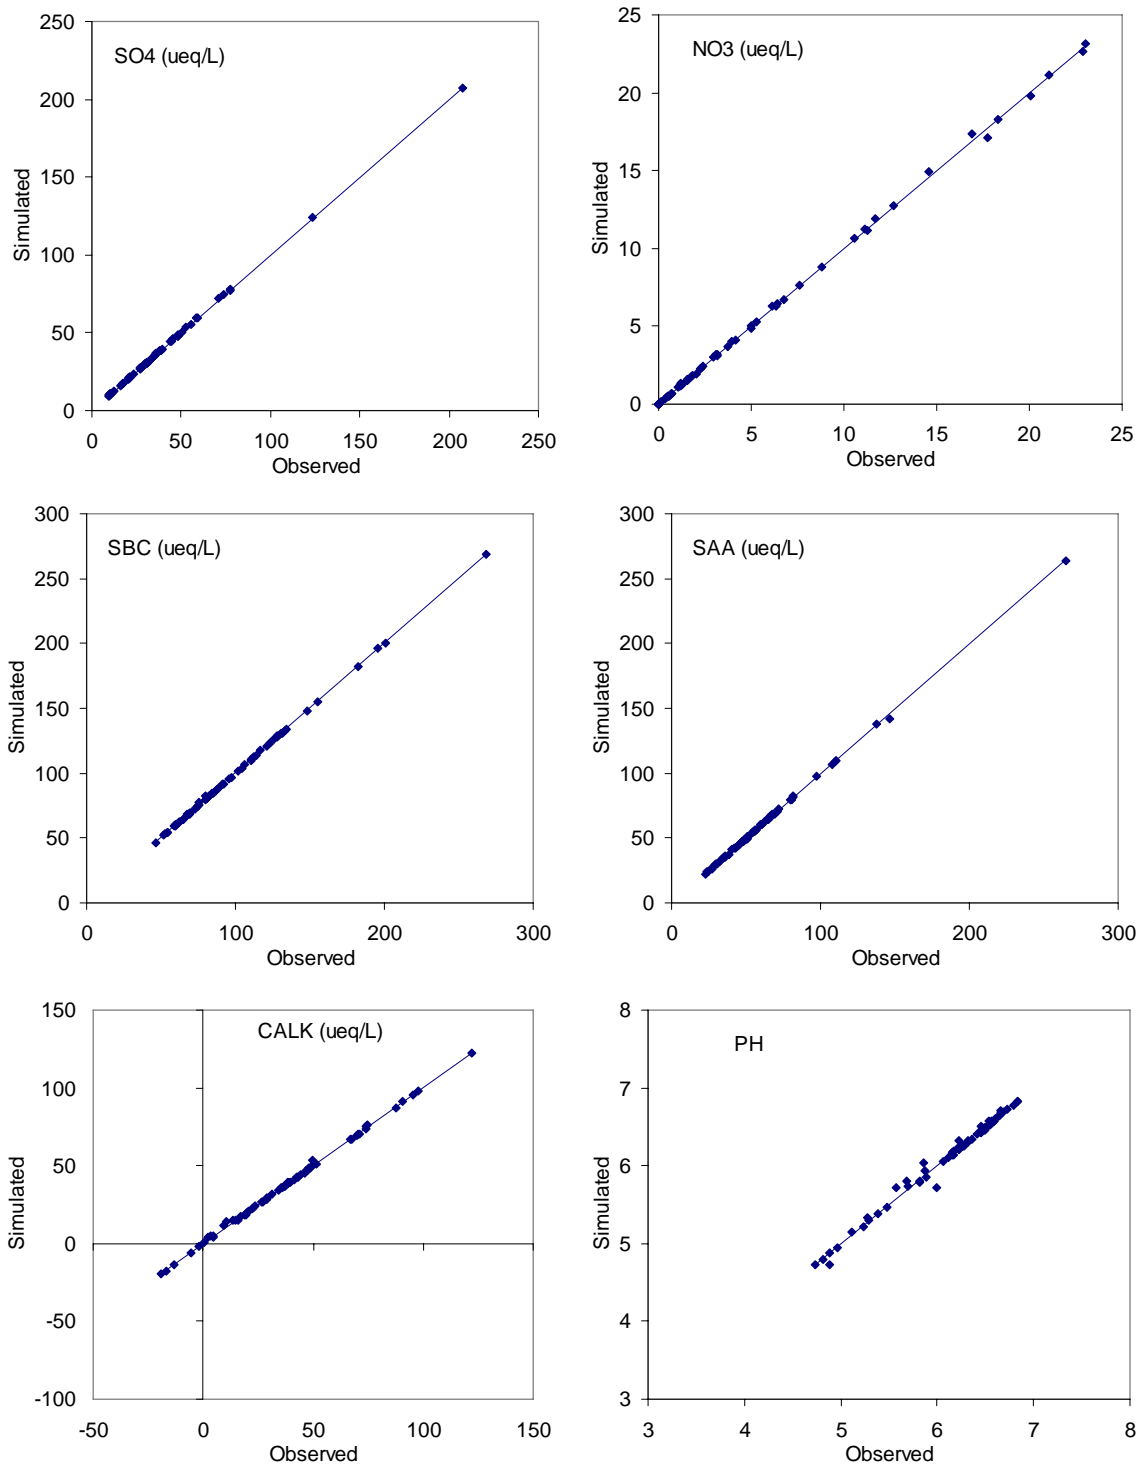 SO4 (ueq/L)
250
200
150
100
50
0
Simulated
0 50 100 150 200 250
Observed
NO3 (ueq/L)
25
20
15
10
5
0
Simulated
0 5 10 15 20 25
Observed
SBC (ueq/L)
300
250
200
150
100
50
0
Simulated
0 100 200 300
Observed
SAA (ueq/L)
300
250
200
150
100
50
0
Simulated
0 100 200 300
Observed
CALK (ueq/L)
150
100
50
0
-50
-100
Simulated
-50 0 50 100 150
Observed
PH
8
7
6
5
4
3
Simulated
3 4 5 6 7 8
Observed